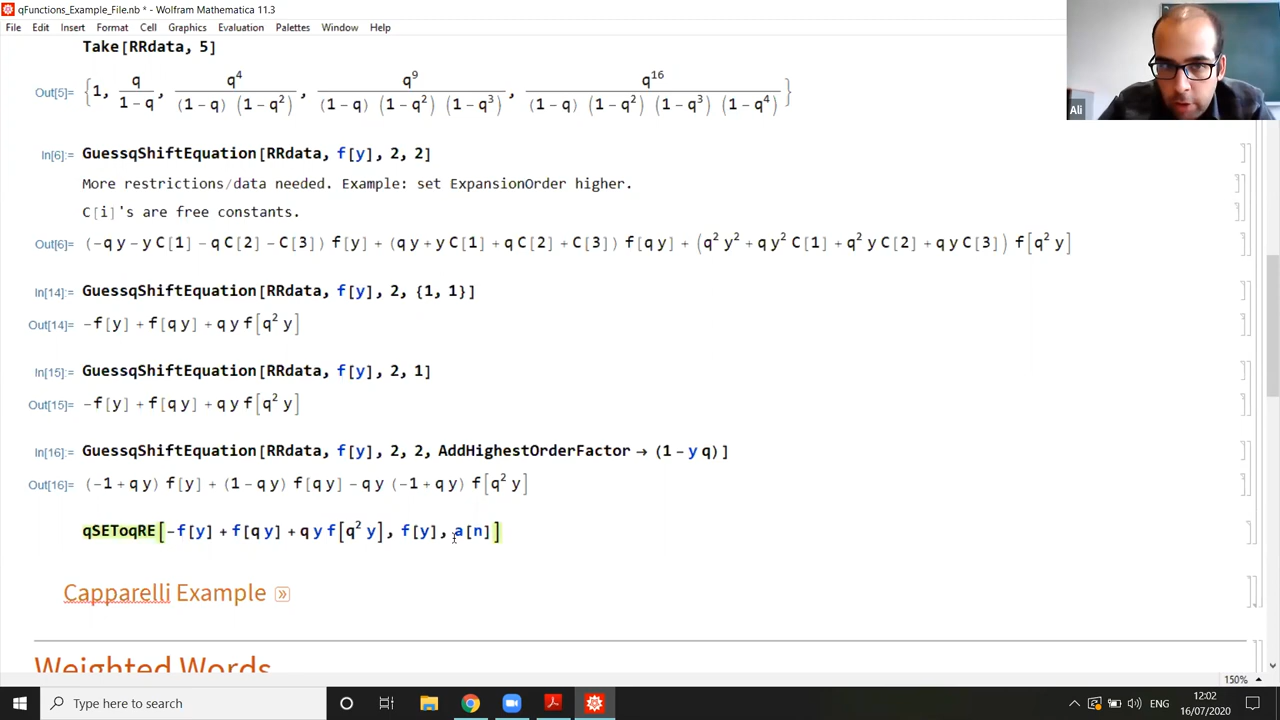 qFunctions_Example_File.nb * - Wolfram Mathematica 11.3
File Edit Insert Format Cell Graphics Evaluation Palettes Window Help
Take[RRdata, 5]
Out[5]= {1, q/(1 - q), q^4/((1 - q) (1 - q^2)), q^9/((1 - q) (1 - q^2) (1 - q^3)), q^16/((1 - q) (1 - q^2) (1 - q^3) (1 - q^4))}
In[6]:= GuessqShiftEquation[RRdata, f[y], 2, 2]
More restrictions/data needed. Example: set ExpansionOrder higher.
C[i]'s are free constants.
Out[6]= (-q y - y C[1] - q C[2] - C[3]) f[y] + (q y + y C[1] + q C[2] + C[3]) f[q y] + (q^2 y^2 + q y^2 C[1] + q^2 y C[2] + q y C[3]) f[q^2 y]
In[14]:= GuessqShiftEquation[RRdata, f[y], 2, {1, 1}]
Out[14]= -f[y] + f[q y] + q y f[q^2 y]
In[15]:= GuessqShiftEquation[RRdata, f[y], 2, 1]
Out[15]= -f[y] + f[q y] + q y f[q^2 y]
In[16]:= GuessqShiftEquation[RRdata, f[y], 2, 2, AddHighestOrderFactor → (1 - y q)]
Out[16]= (-1 + q y) f[y] + (1 - q y) f[q y] - q y (-1 + q y) f[q^2 y]
qSEToqRE[-f[y] + f[q y] + q y f[q^2 y], f[y], a[n]]
Capparelli Example
Weighted Words
150%
Ali
Type here to search
ENG
12:02
16/07/2020